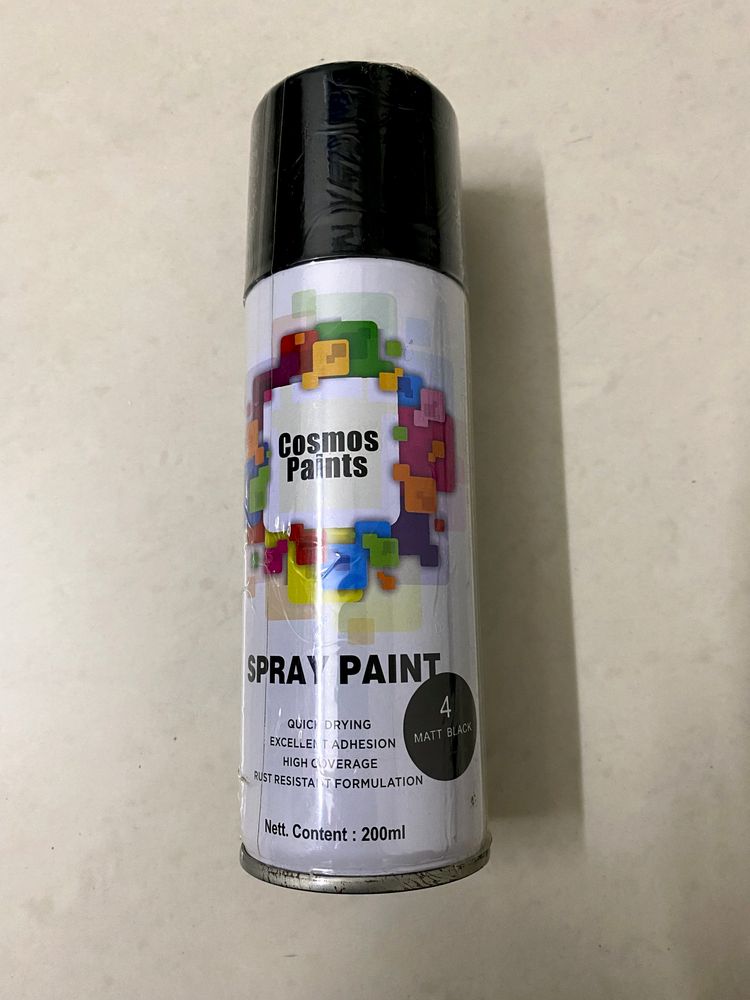 Cosmos
Paints
SPRAY PAINT
4
MATT BLACK
QUICK DRYING
EXCELLENT ADHESION
HIGH COVERAGE
RUST RESISTANT FORMULATION
Nett. Content : 200ml